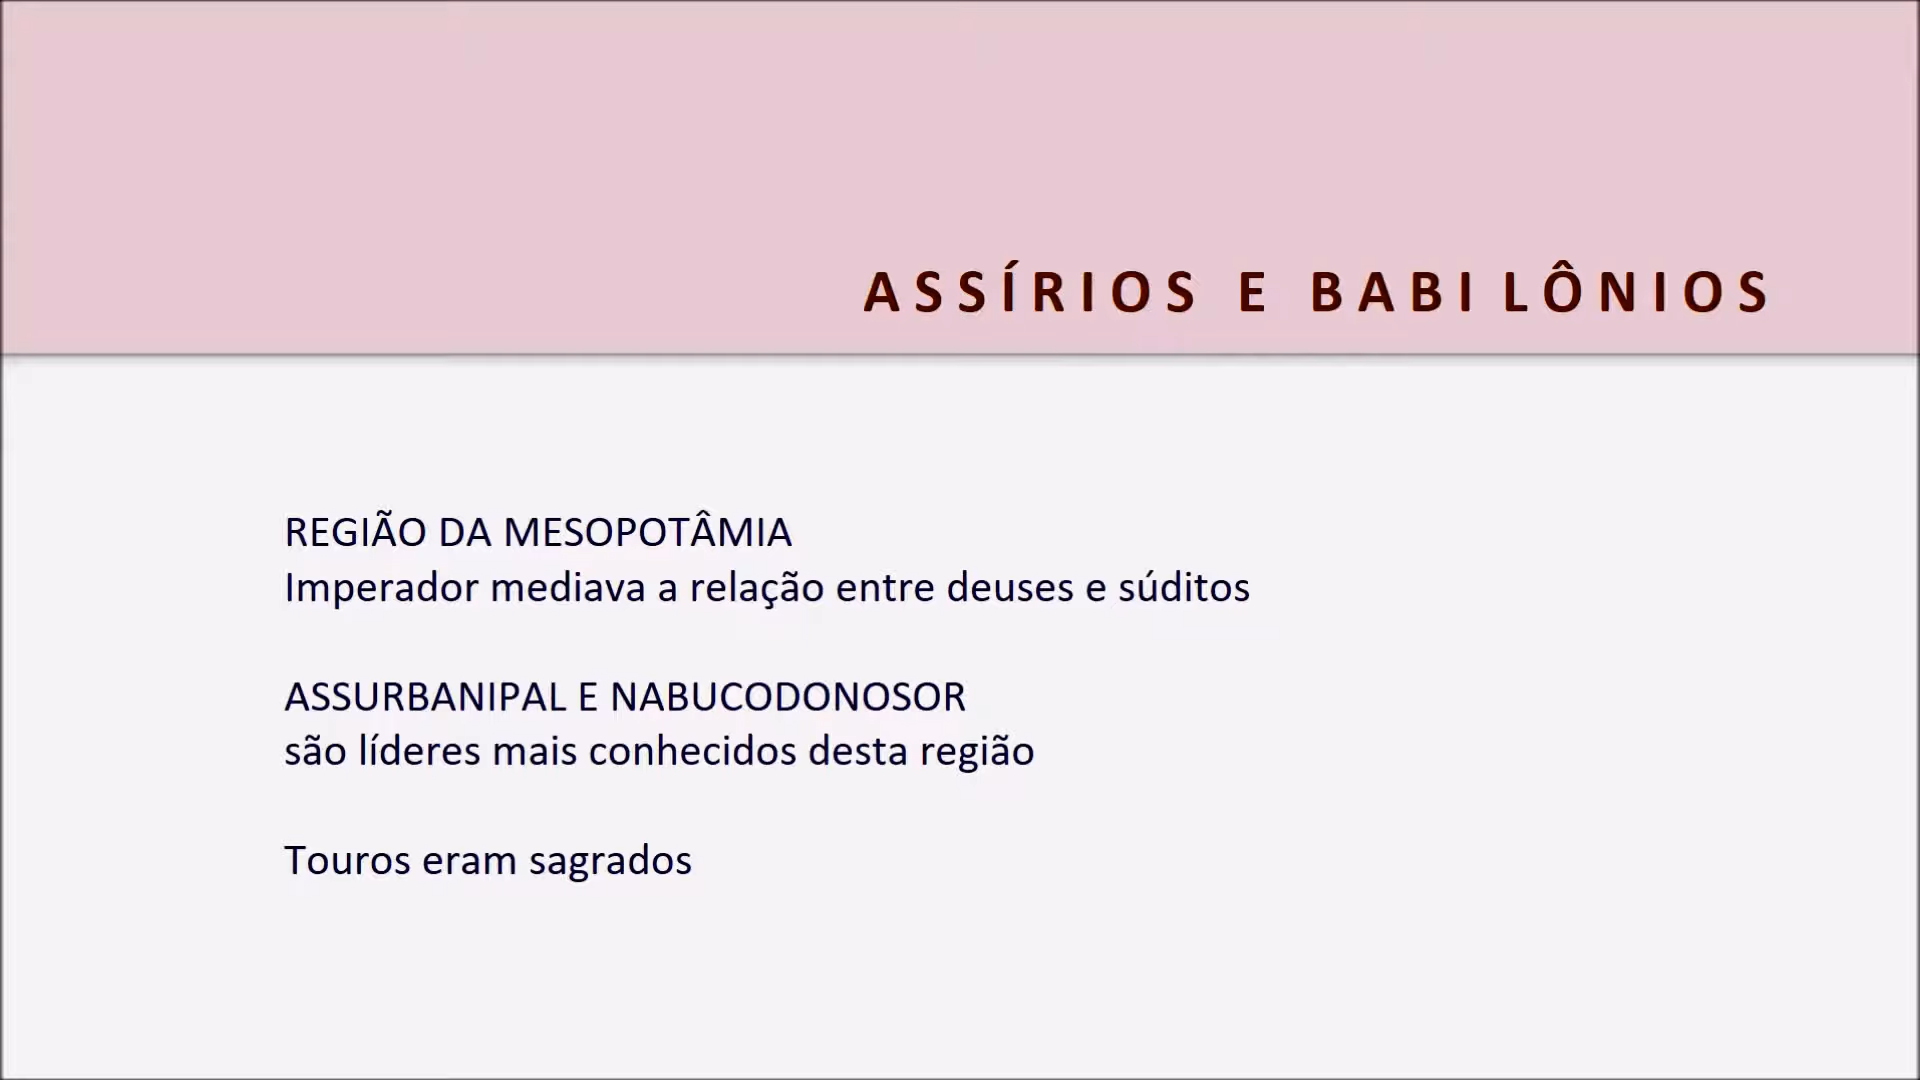 ASSÍRIOS E BABILÔNIOS
REGIÃO DA MESOPOTÂMIA
Imperador mediava a relação entre deuses e súditos
ASSURBANIPAL E NABUCODONOSOR
são líderes mais conhecidos desta região
Touros eram sagrados